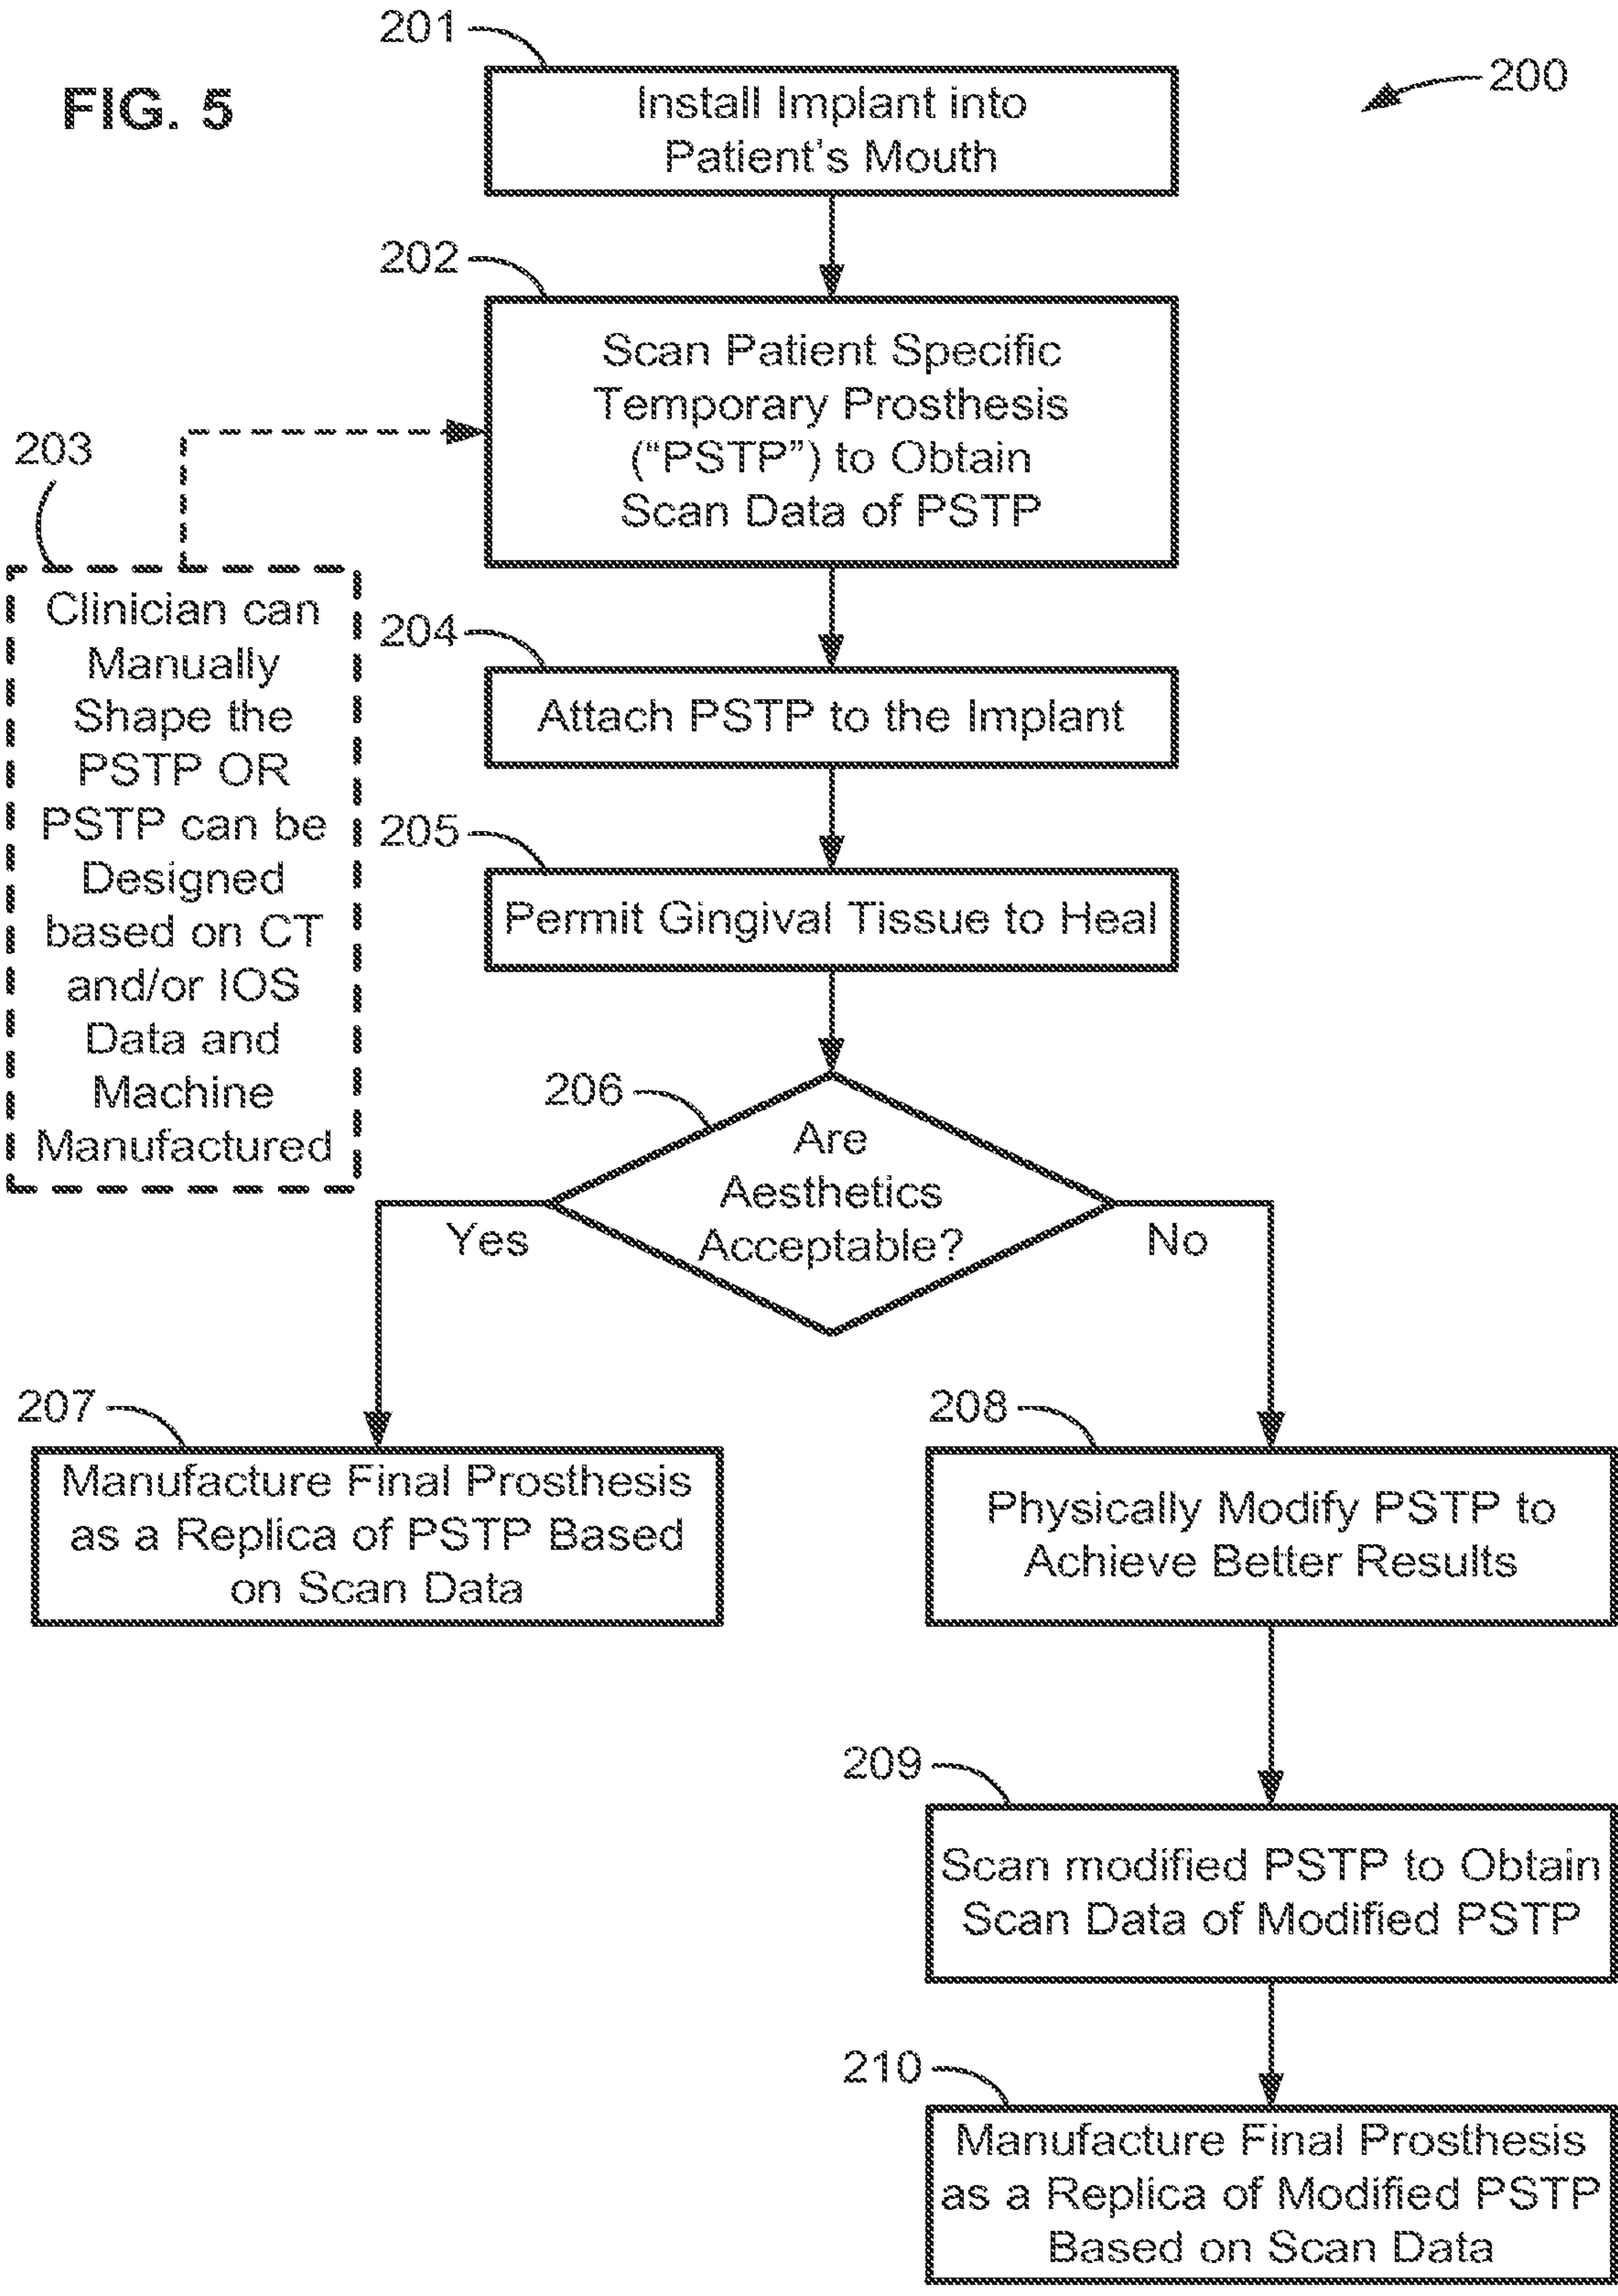 FIG. 5
200
201
Install Implant into
Patient's Mouth
202
Scan Patient Specific
Temporary Prosthesis
(“PSTP”) to Obtain
Scan Data of PSTP
203
Clinician can
Manually
Shape the
PSTP OR
PSTP can be
Designed
based on CT
and/or IOS
Data and
Machine
Manufactured
204
Attach PSTP to the Implant
205
Permit Gingival Tissue to Heal
206
Are
Aesthetics
Acceptable?
Yes
No
207
Manufacture Final Prosthesis
as a Replica of PSTP Based
on Scan Data
208
Physically Modify PSTP to
Achieve Better Results
209
Scan modified PSTP to Obtain
Scan Data of Modified PSTP
210
Manufacture Final Prosthesis
as a Replica of Modified PSTP
Based on Scan Data